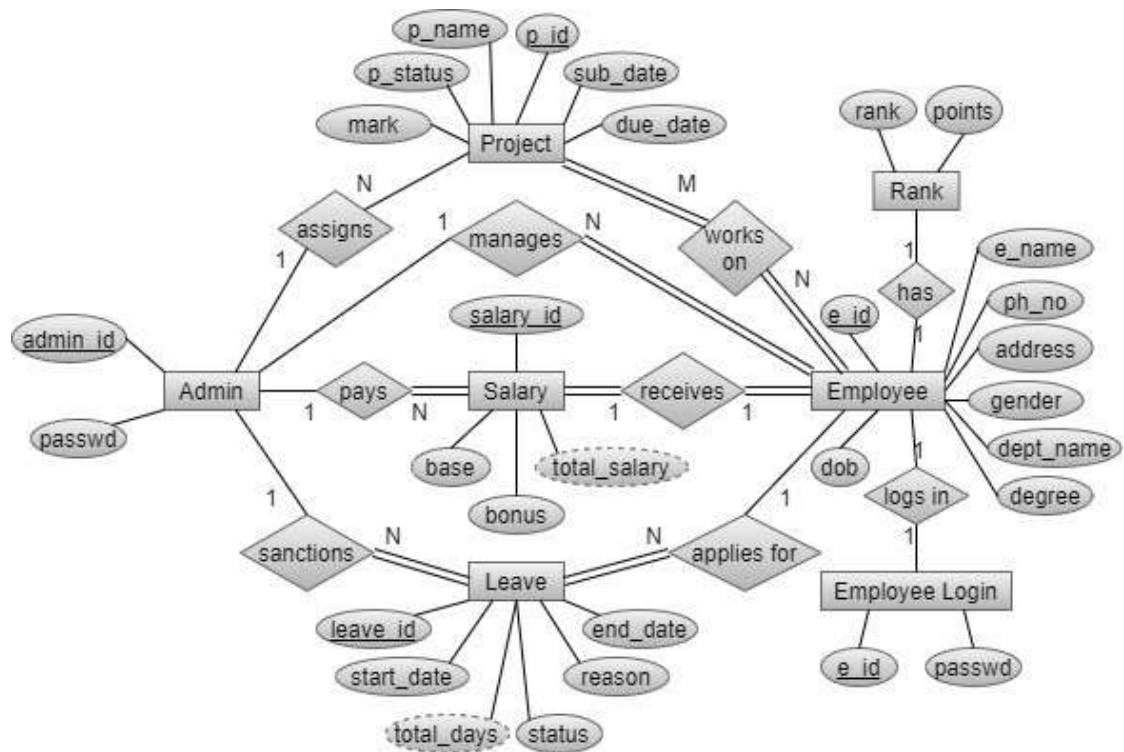 p_name
p_id
p_status
sub_date
mark
due_date
Project
rank
points
Rank
N
M
assigns
1
1
manages
N
works
on
N
1
has
1
e_name
ph_no
address
gender
dept_name
degree
admin_id
Admin
passwd
salary_id
e_id
1
pays
N
Salary
1
receives
1
Employee
base
total_salary
bonus
dob
1
logs in
1
1
sanctions
N
Leave
N
applies for
1
Employee Login
e_id
passwd
leave_id
end_date
start_date
reason
total_days
status